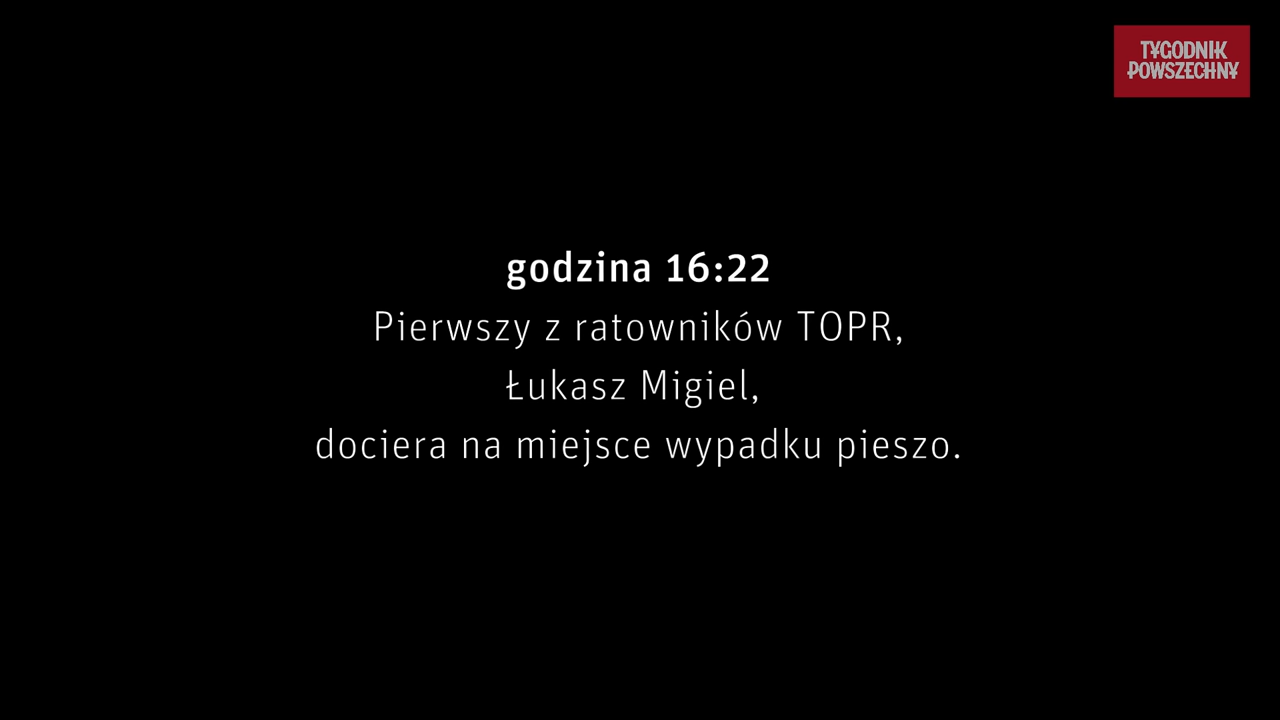 TYGODNIK
POWSZECHNY
godzina 16:22
Pierwszy z ratowników TOPR,
Łukasz Migiel,
dociera na miejsce wypadku pieszo.